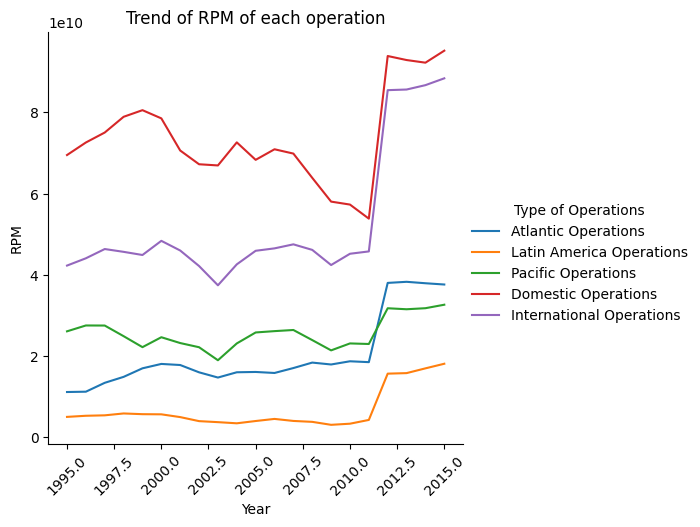 Trend of RPM of each operation
1e10
8
6
4
2
0
RPM
1995.0
1997.5
2000.0
2002.5
2005.0
2007.5
2010.0
2012.5
2015.0
Year
Type of Operations
Atlantic Operations
Latin America Operations
Pacific Operations
Domestic Operations
International Operations